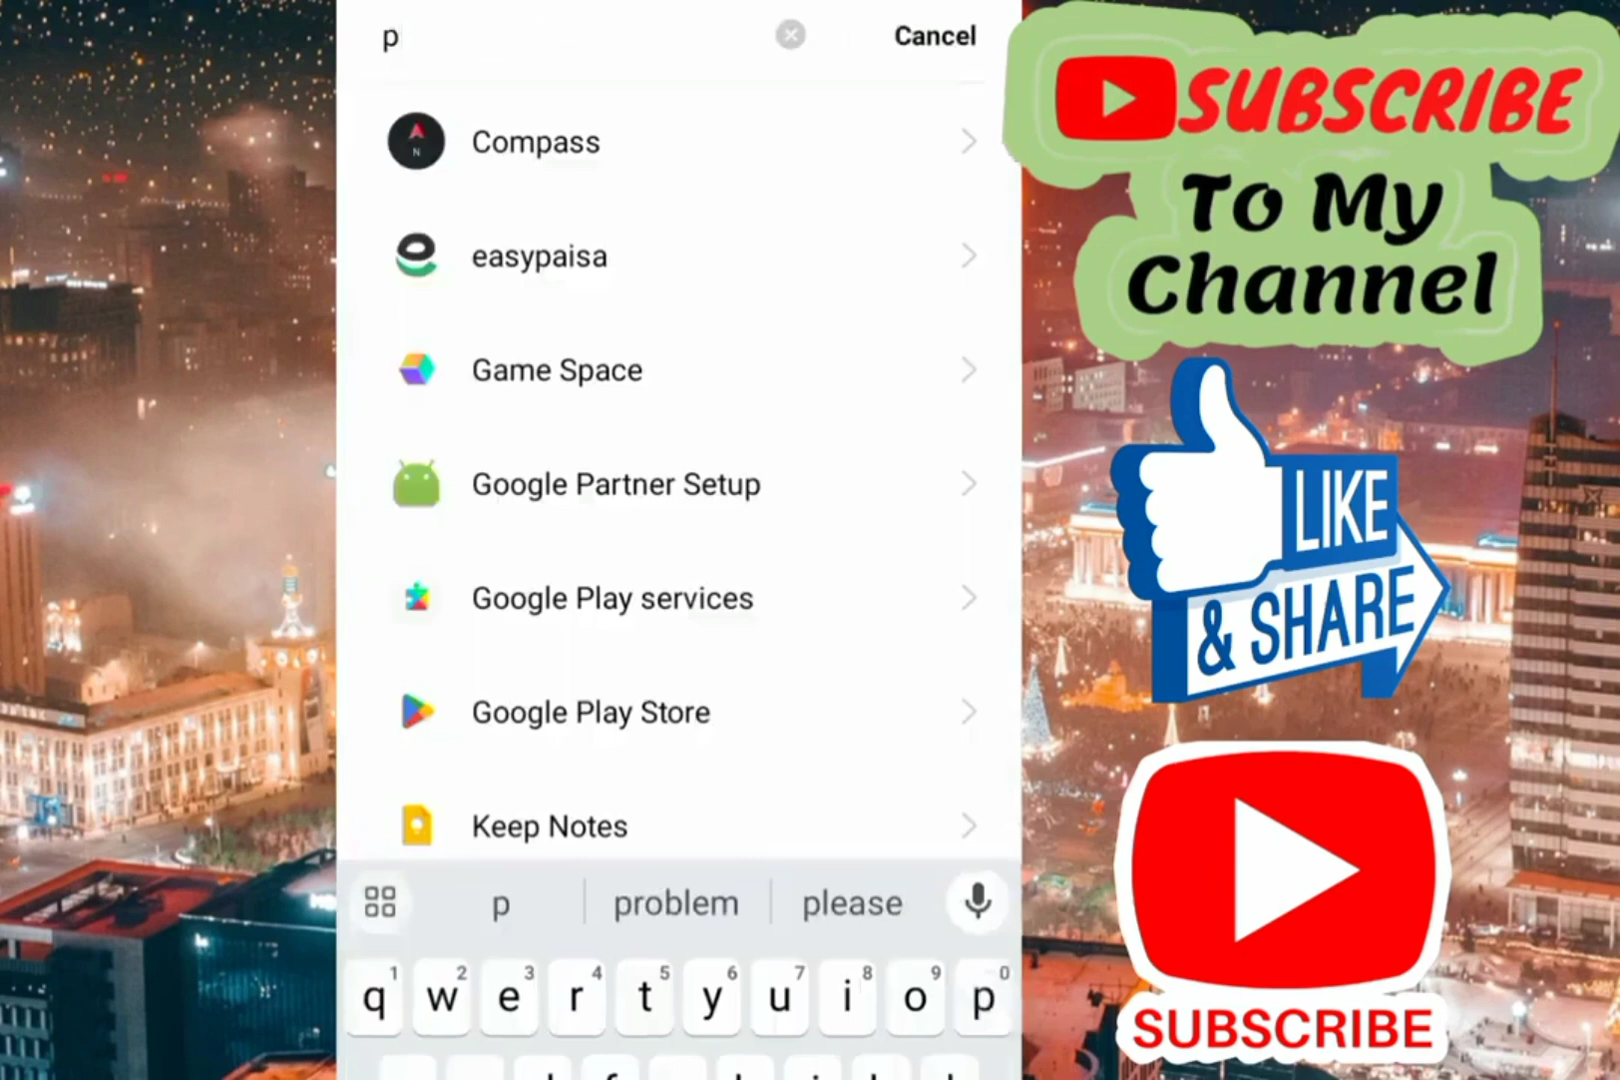 p
Cancel
Compass
N
easypaisa
Game Space
Google Partner Setup
Google Play services
Google Play Store
Keep Notes
p problem please
1 2 3 4 5 6 7 8 9 0
q w e r t y u i o p
SUBSCRIBE
To My
Channel
LIKE
& SHARE
SUBSCRIBE